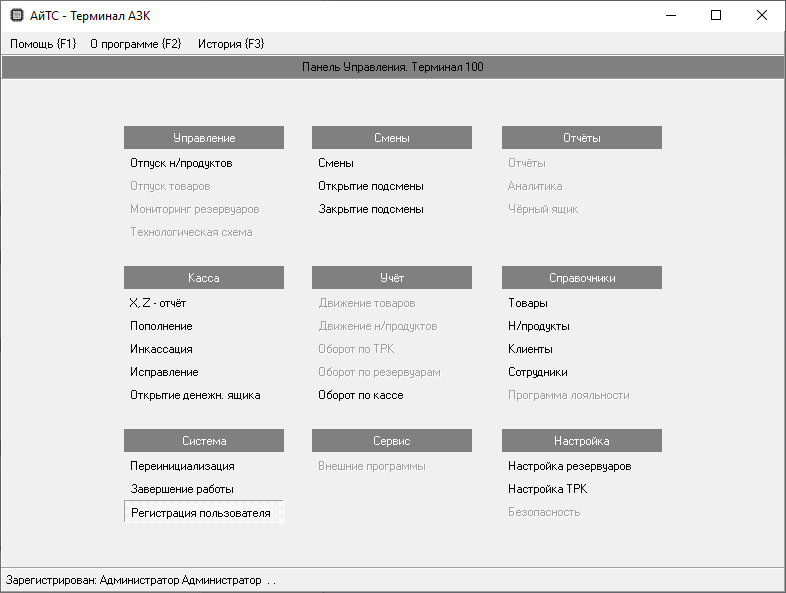 АйТС - Терминал АЗК
Помощь {F1} О программе {F2} История {F3}
Панель Управления. Терминал 100
Управление
Отпуск н/продуктов
Отпуск товаров
Мониторинг резервуаров
Технологическая схема
Смены
Смены
Открытие подсмены
Закрытие подсмены
Отчёты
Отчёты
Аналитика
Чёрный ящик
Касса
X, Z - отчёт
Пополнение
Инкассация
Исправление
Открытие денежн. ящика
Учёт
Движение товаров
Движение н/продуктов
Оборот по ТРК
Оборот по резервуарам
Оборот по кассе
Справочники
Товары
Н/продукты
Клиенты
Сотрудники
Программа лояльности
Система
Переинициализация
Завершение работы
Регистрация пользователя
Сервис
Внешние программы
Настройка
Настройка резервуаров
Настройка ТРК
Безопасность
Зарегистрирован: Администратор Администратор . .